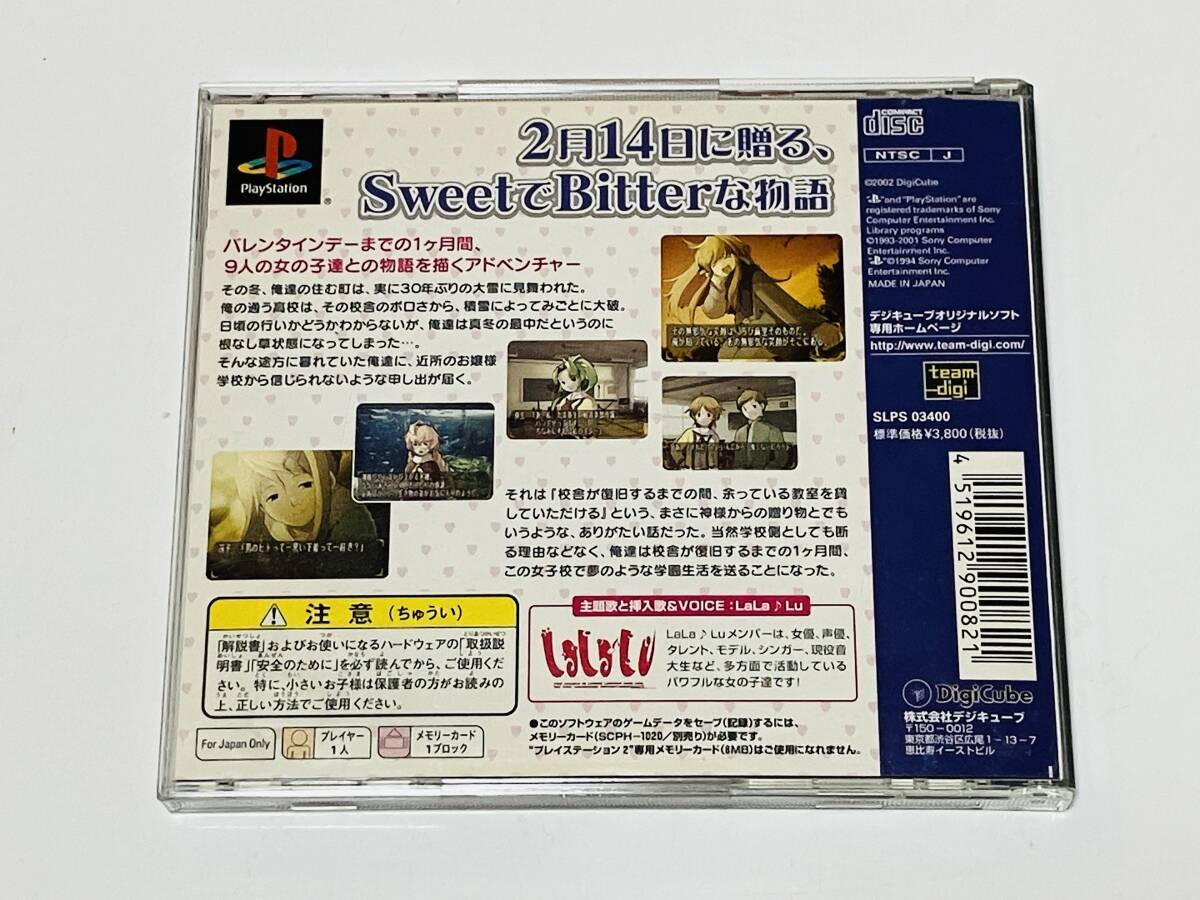 PlayStation
®
2月14日に贈る、
SweetでBitterな物語
バレンタインデーまでの1ヶ月間、
9人の女の子達との物語を描くアドベンチャー
その冬、俺達の住む町は、実に30年ぶりの大雪に見舞われた。
俺の通う高校は、その校舎のボロさから、積雪によってみごとに大破。
日頃の行いかどうかわからないが、俺達は真冬の最中だというのに
根なし草状態になってしまった…。
そんな途方に暮れていた俺達に、近所のお嬢様
学校から信じられないような申し出が届く。
それは「校舎が復旧するまでの間、余っている教室を貸
していただける」という、まさに神様からの贈り物とでも
いうような、ありがたい話だった。当然学校側としても断
る理由などなく、俺達は校舎が復旧するまでの1ヶ月間、
この女子校で夢のような学園生活を送ることになった。
注意(ちゅうい)
「解説書」およびお使いになるハードウェアの「取扱説
明書」「安全のために」を必ず読んでから、ご使用くだ
さい。特に、小さいお子様は保護者の方がお読みの
上、正しい方法でご使用ください。
For Japan Only
プレイヤー
1人
メモリーカード
1ブロック
主題歌と挿入歌&VOICE:LaLa♪Lu
LaLa♪Luメンバーは、女優、声優、
タレント、モデル、シンガー、現役音
大生など、多方面で活動している
パワフルな女の子達です!
●このソフトウェアのゲームデータをセーブ(記録)するには、
メモリーカード(SCPH-1020/別売り)が必要です。
"プレイステーション 2"専用メモリーカード(8MB)はご使用になれません。
COMPACT
disc
NTSC J
©2002 DigiCube
"PS"and "PlayStation" are
registered trademarks of Sony
Computer Entertainment Inc.
Library programs
©1993-2001 Sony Computer
Entertainment Inc.
"PS"©1994 Sony Computer
Entertainment Inc.
MADE IN JAPAN
デジキューブオリジナルソフト
専用ホームページ
http://www.team-digi.com/
team
-digi
SLPS 03400
標準価格¥3,800(税抜)
4 519612 900821
DigiCube
株式会社デジキューブ
〒150-0012
東京都渋谷区広尾1-13-7
恵比寿イーストビル